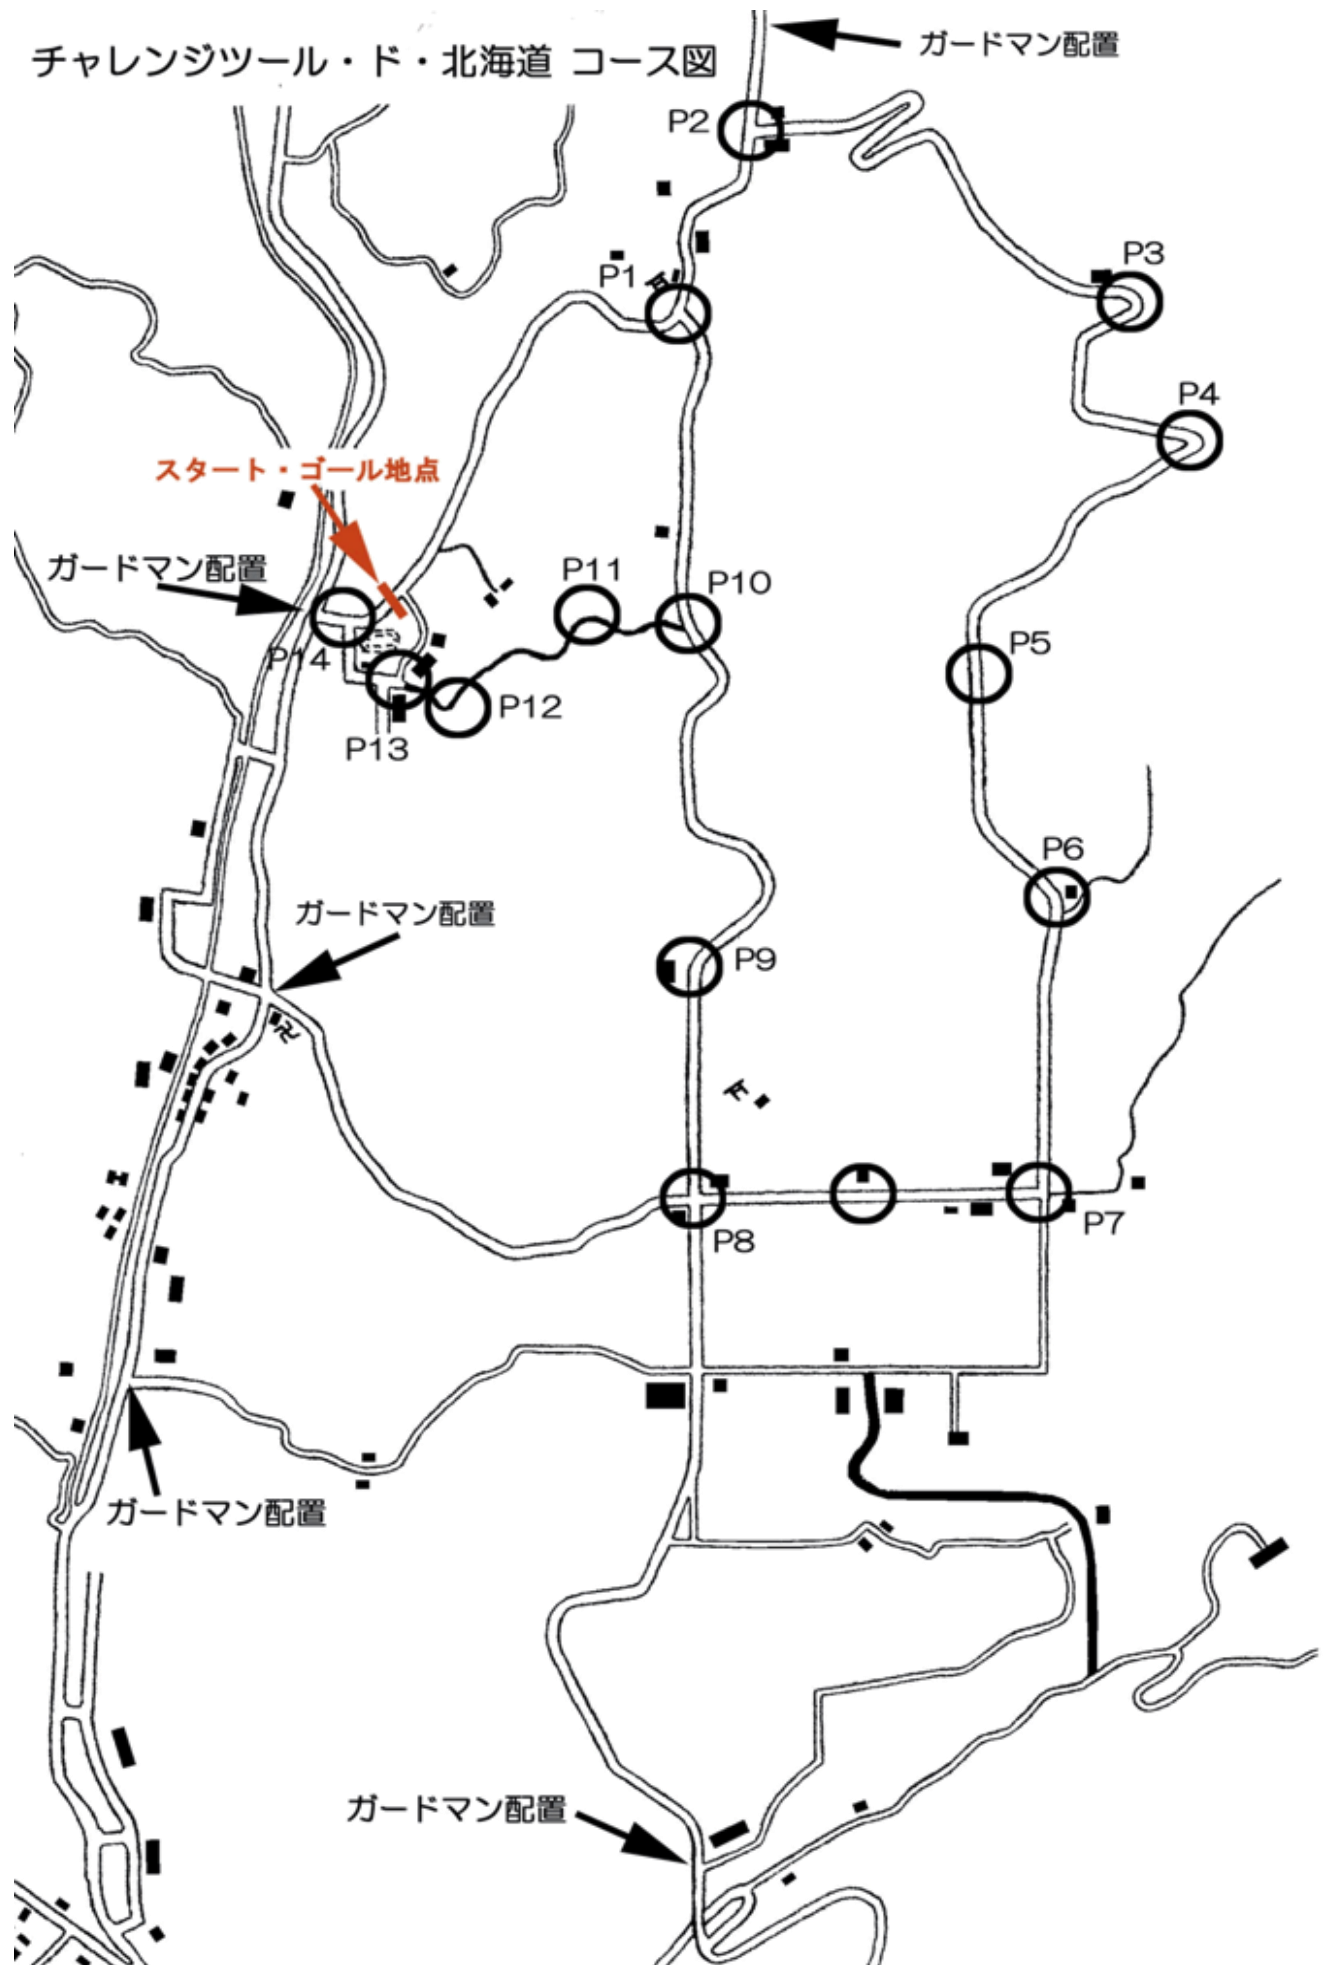 チャレンジツール・ド・北海道 コース図
ガードマン配置
P2
P3
P1
P4
スタート・ゴール地点
ガードマン配置
P11
P10
P14
P5
P12
P13
P6
ガードマン配置
P9
P7
P8
ガードマン配置
ガードマン配置